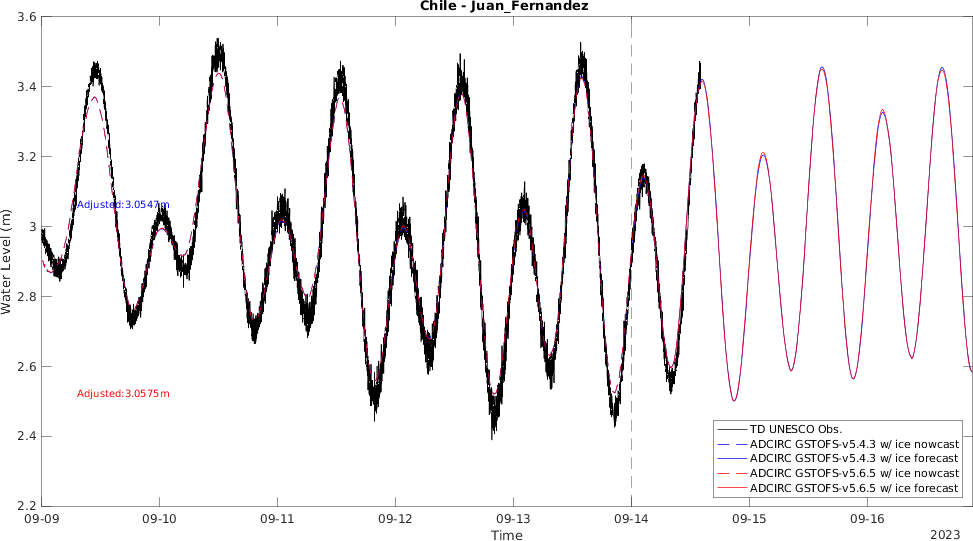 Chile - Juan_Fernandez
3.6
3.4
3.2
3
2.8
2.6
2.4
2.2
Water Level (m)
Adjusted:3.0547m
Adjusted:3.0575m
TD UNESCO Obs.
ADCIRC GSTOFS-v5.4.3 w/ ice nowcast
ADCIRC GSTOFS-v5.4.3 w/ ice forecast
ADCIRC GSTOFS-v5.6.5 w/ ice nowcast
ADCIRC GSTOFS-v5.6.5 w/ ice forecast
09-09 09-10 09-11 09-12 09-13 09-14 09-15 09-16
Time
2023